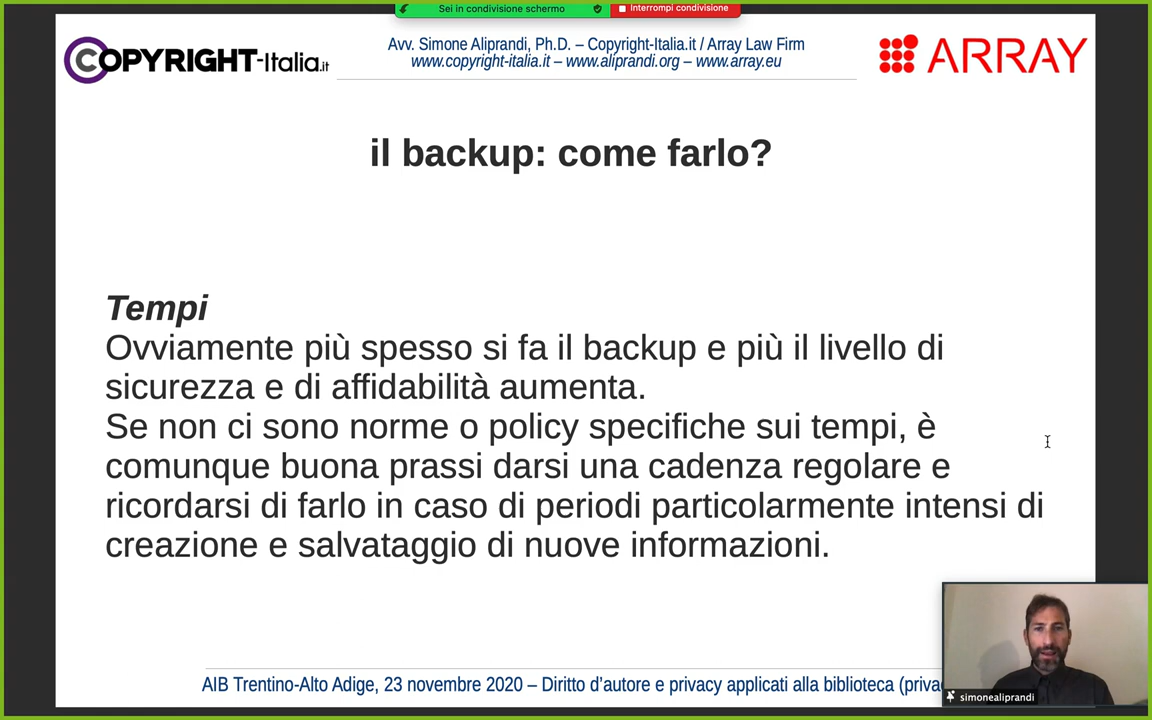 Sei in condivisione schermo
Interrompi condivisione
COPYRIGHT-Italia.it
Avv. Simone Aliprandi, Ph.D. – Copyright-Italia.it / Array Law Firm
www.copyright-italia.it – www.aliprandi.org – www.array.eu
ARRAY
il backup: come farlo?
Tempi
Ovviamente più spesso si fa il backup e più il livello di
sicurezza e di affidabilità aumenta.
Se non ci sono norme o policy specifiche sui tempi, è
comunque buona prassi darsi una cadenza regolare e
ricordarsi di farlo in caso di periodi particolarmente intensi di
creazione e salvataggio di nuove informazioni.
AIB Trentino-Alto Adige, 23 novembre 2020 – Diritto d'autore e privacy applicati alla biblioteca (priva
simonealiprandi